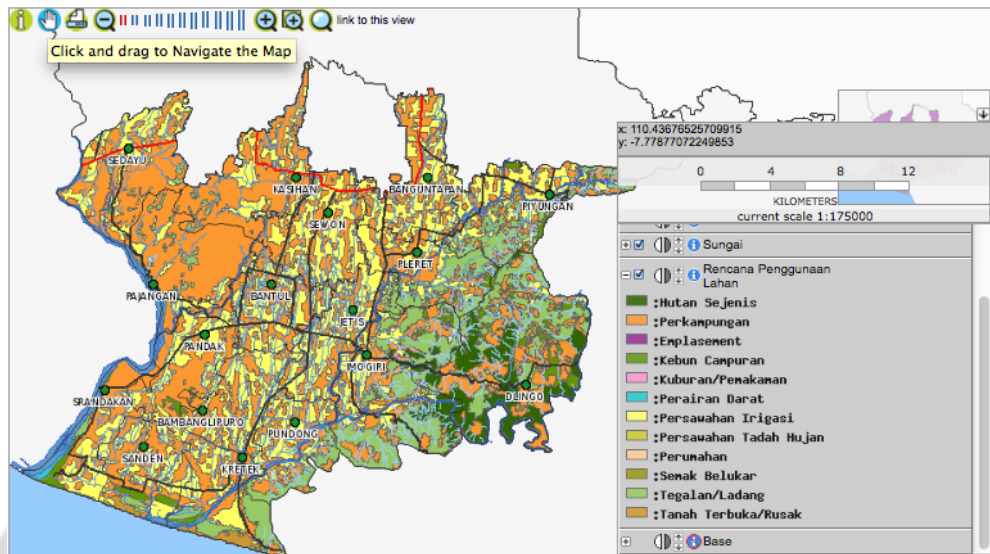 link to this view
Click and drag to Navigate the Map
x: 110.43676525709915
y: -7.77877072249853
0 4 8 12
KILOMETERS
current scale 1:175000
SEDAYU
KASIHAN
BANGUNTAPAN
PIYUNGAN
SEWON
PLERET
PAJANGAN
BANTUL
JETIS
PANDAK
IMOGIRI
SRANDAKAN
DLINGO
BAMBANGLIPURO
PUNDONG
SANDEN
KRETEK
Sungai
Rencana Penggunaan
Lahan
:Hutan Sejenis
:Perkampungan
:Emplasement
:Kebun Campuran
:Kuburan/Pemakaman
:Perairan Darat
:Persawahan Irigasi
:Persawahan Tadah Hujan
:Perumahan
:Semak Belukar
:Tegalan/Ladang
:Tanah Terbuka/Rusak
Base